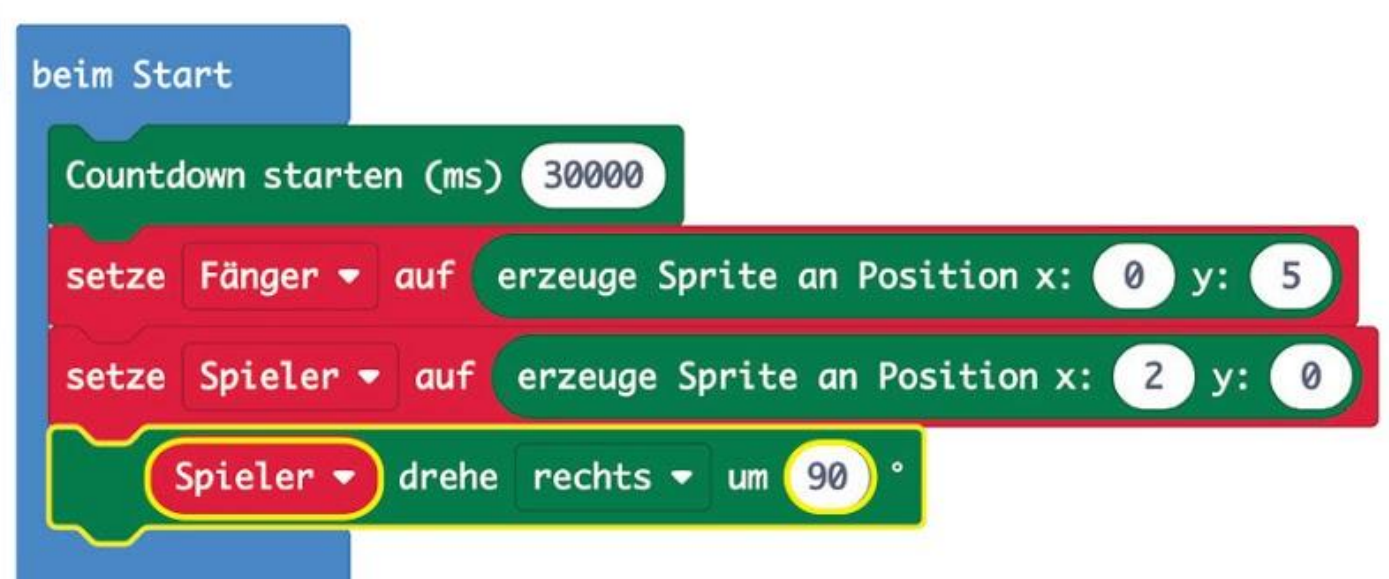 beim Start
Countdown starten (ms) 30000
setze Fänger auf erzeuge Sprite an Position x: 0 y: 5
setze Spieler auf erzeuge Sprite an Position x: 2 y: 0
Spieler drehe rechts um 90 °